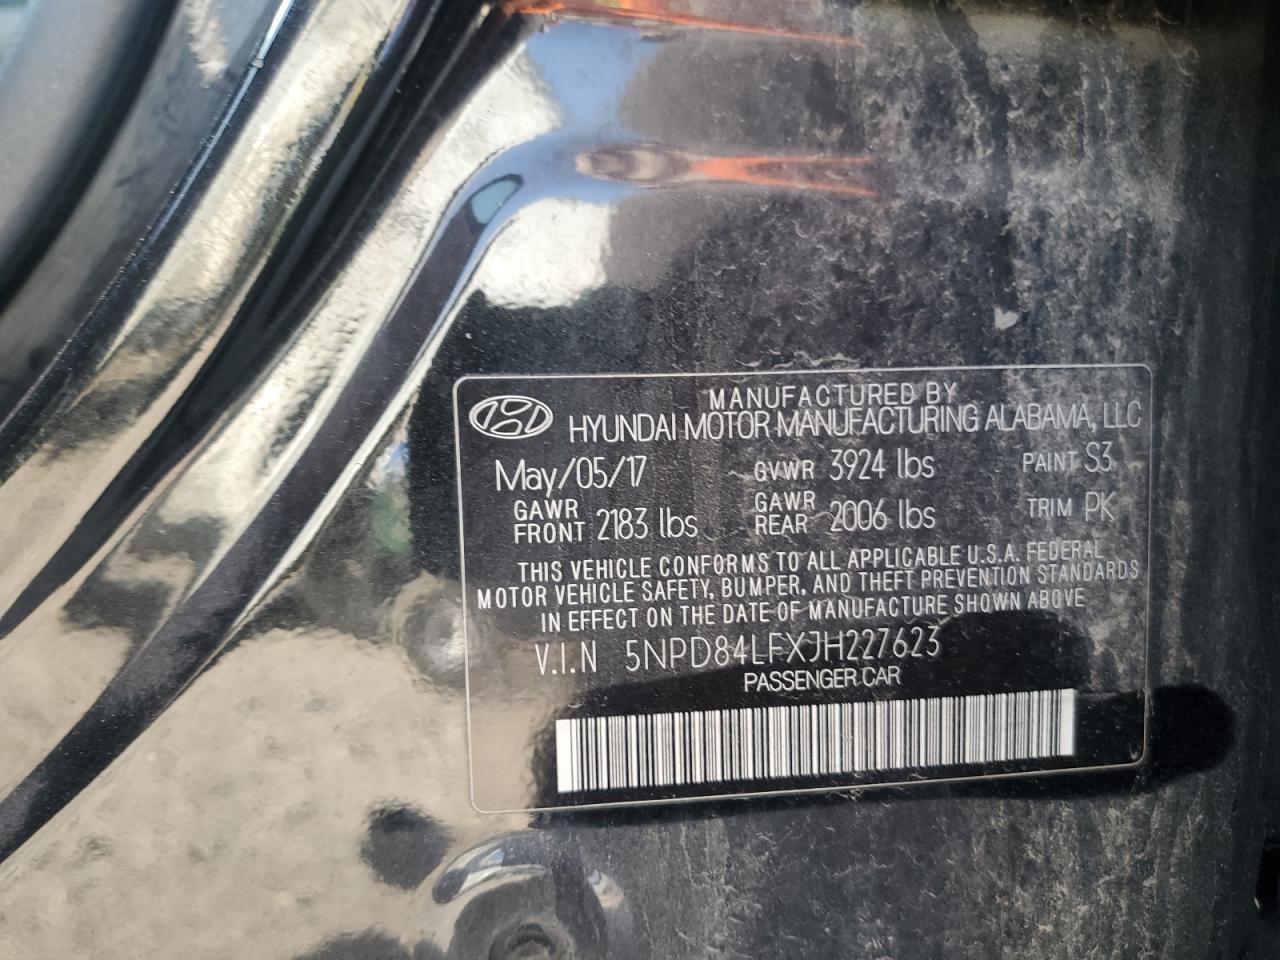 MANUFACTURED BY
HYUNDAI MOTOR MANUFACTURING ALABAMA, LLC
May/05/17 GVWR 3924 lbs PAINT S3
GAWR FRONT 2183 lbs GAWR REAR 2006 lbs TRIM PK
THIS VEHICLE CONFORMS TO ALL APPLICABLE U.S.A. FEDERAL
MOTOR VEHICLE SAFETY, BUMPER, AND THEFT PREVENTION STANDARDS
IN EFFECT ON THE DATE OF MANUFACTURE SHOWN ABOVE
V.I.N 5NPD84LFXJH227623
PASSENGER CAR